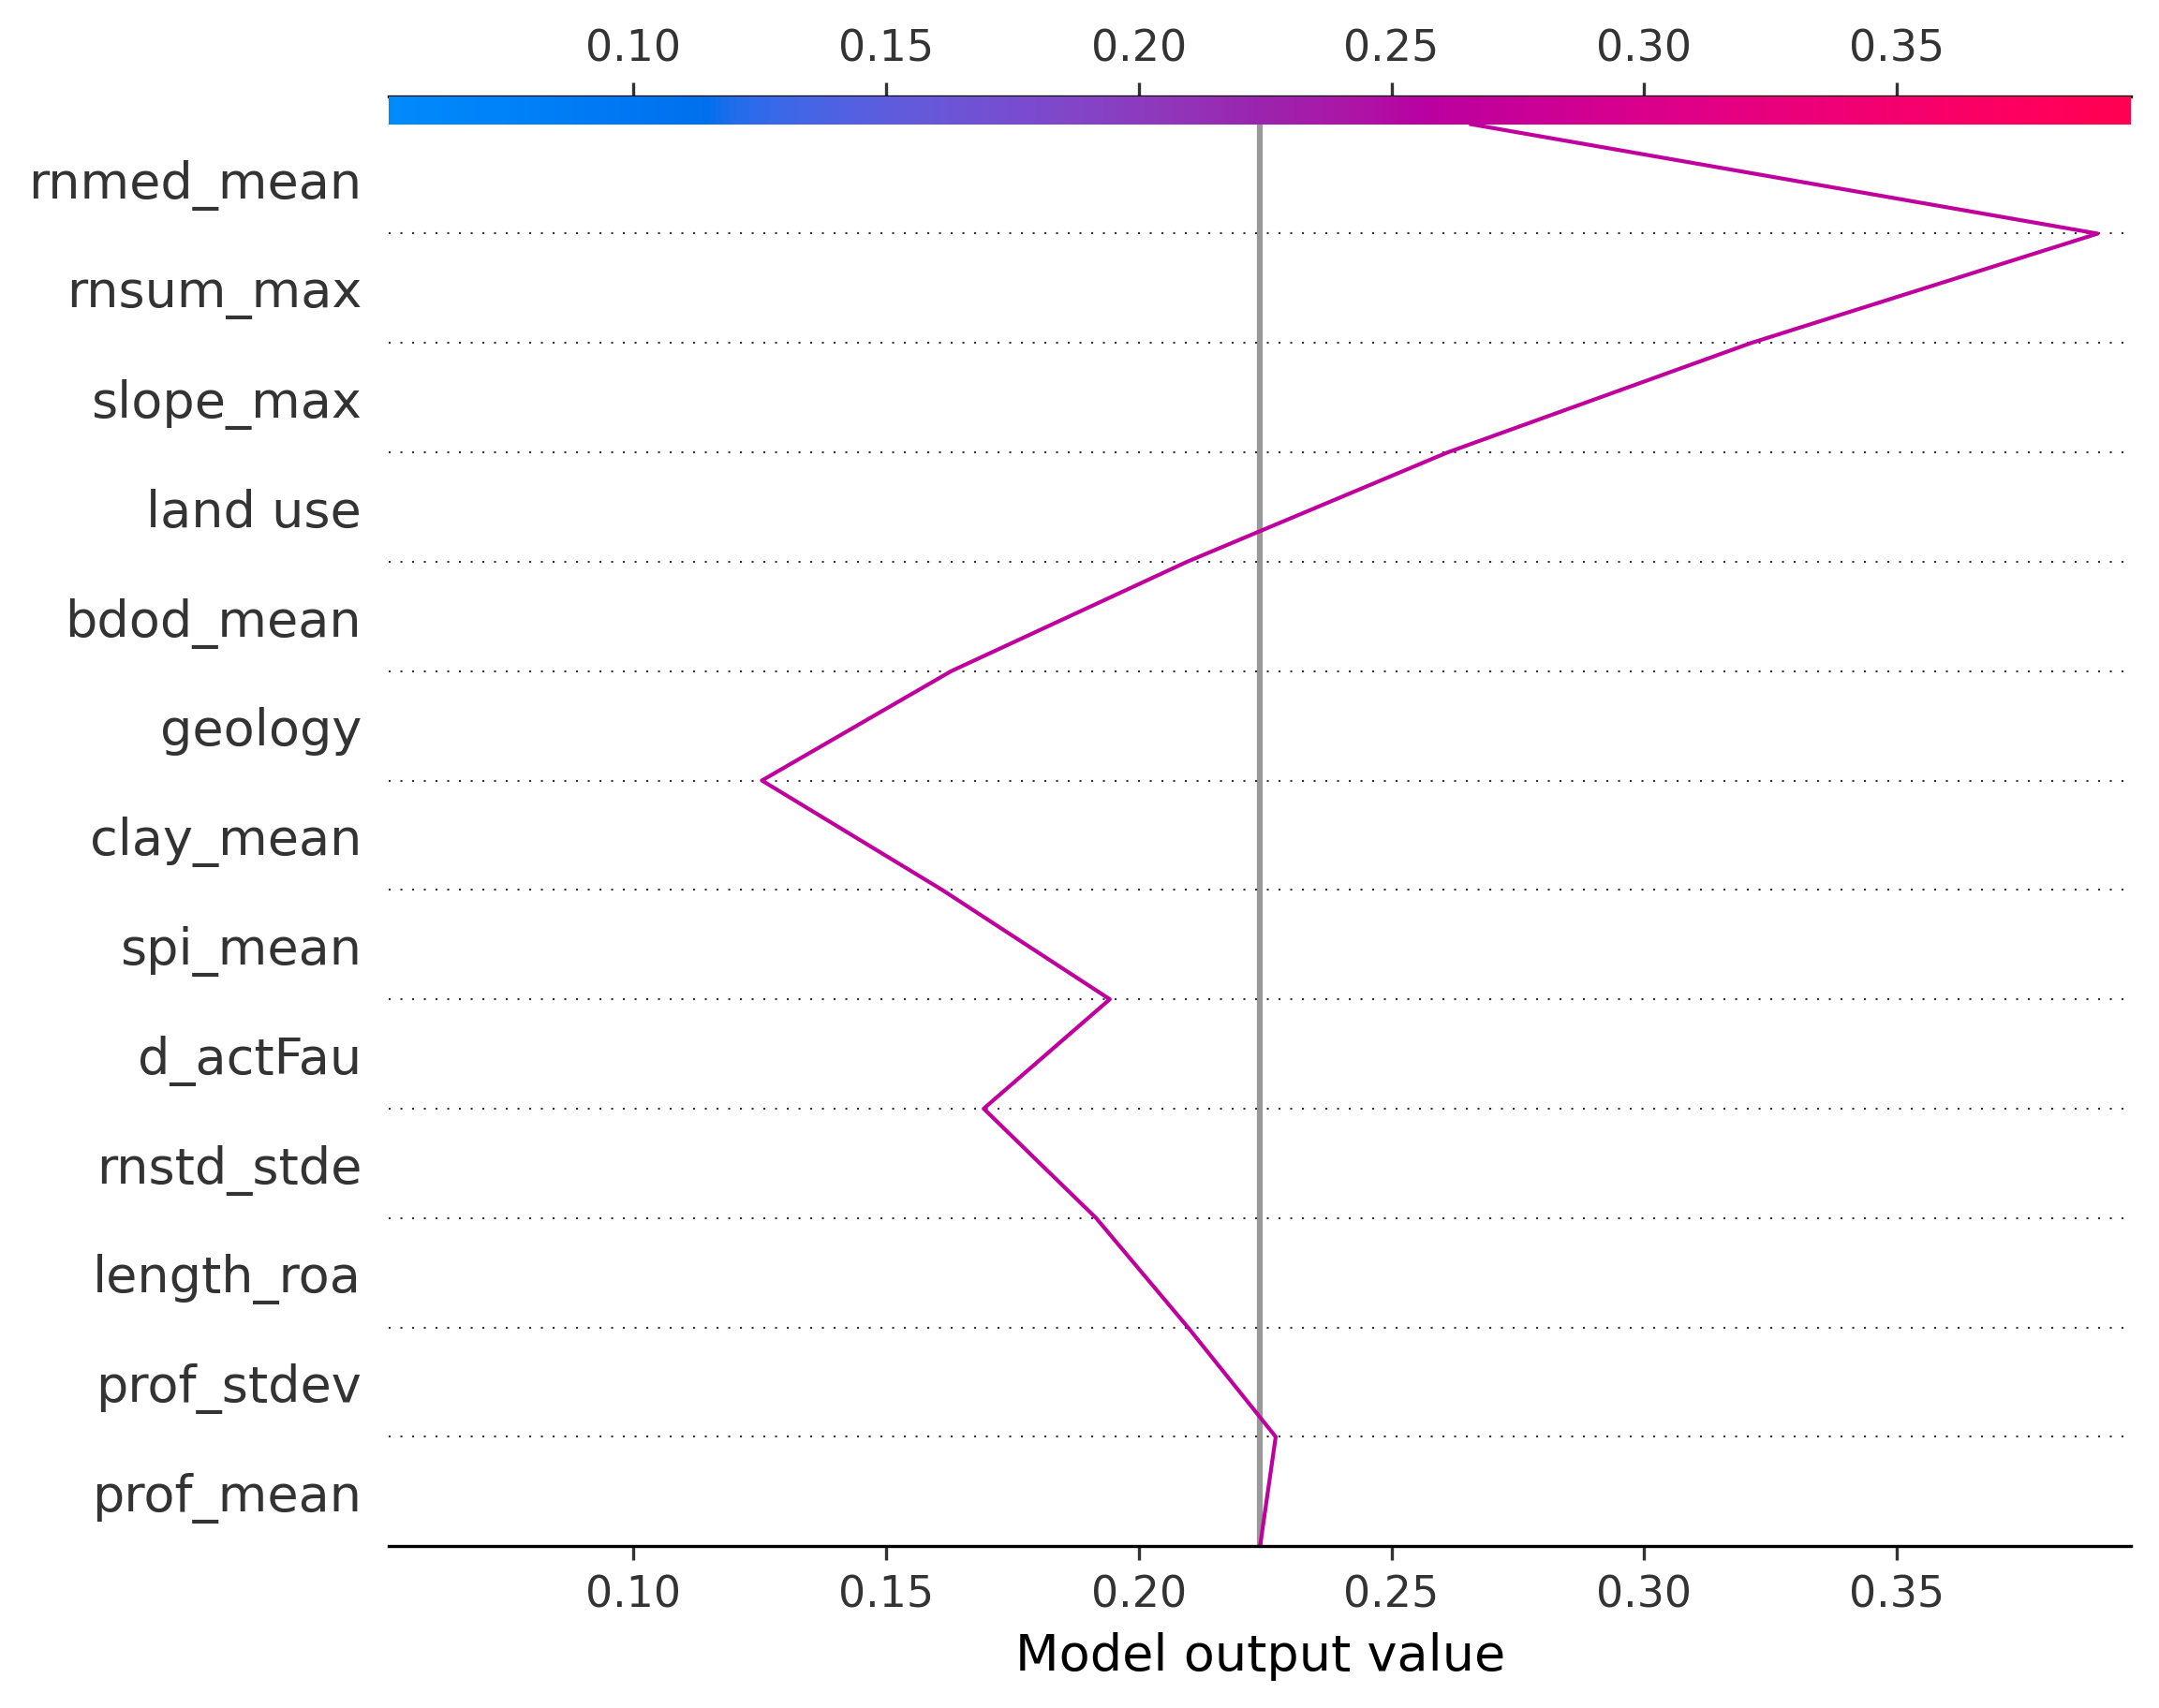 0.10 0.15 0.20 0.25 0.30 0.35
rnmed_mean
rnsum_max
slope_max
land use
bdod_mean
geology
clay_mean
spi_mean
d_actFau
rnstd_stde
length_roa
prof_stdev
prof_mean
0.10 0.15 0.20 0.25 0.30 0.35
Model output value